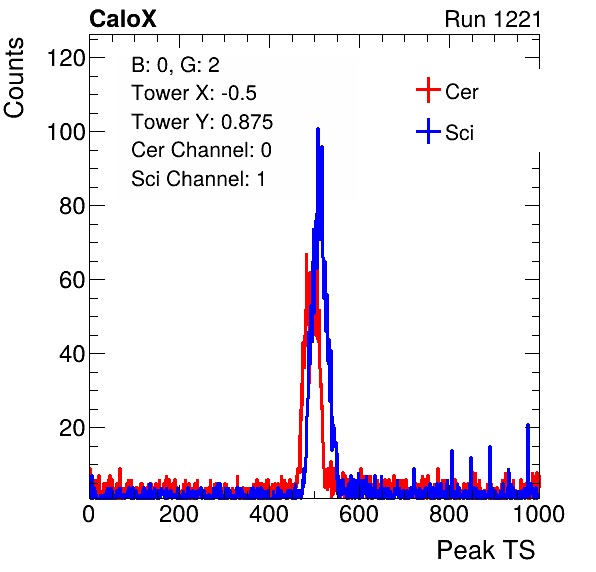 CaloX Run 1221
Counts
120
100
80
60
40
20
B: 0, G: 2
Tower X: -0.5
Tower Y: 0.875
Cer Channel: 0
Sci Channel: 1
Cer
Sci
0 200 400 600 800 1000
Peak TS